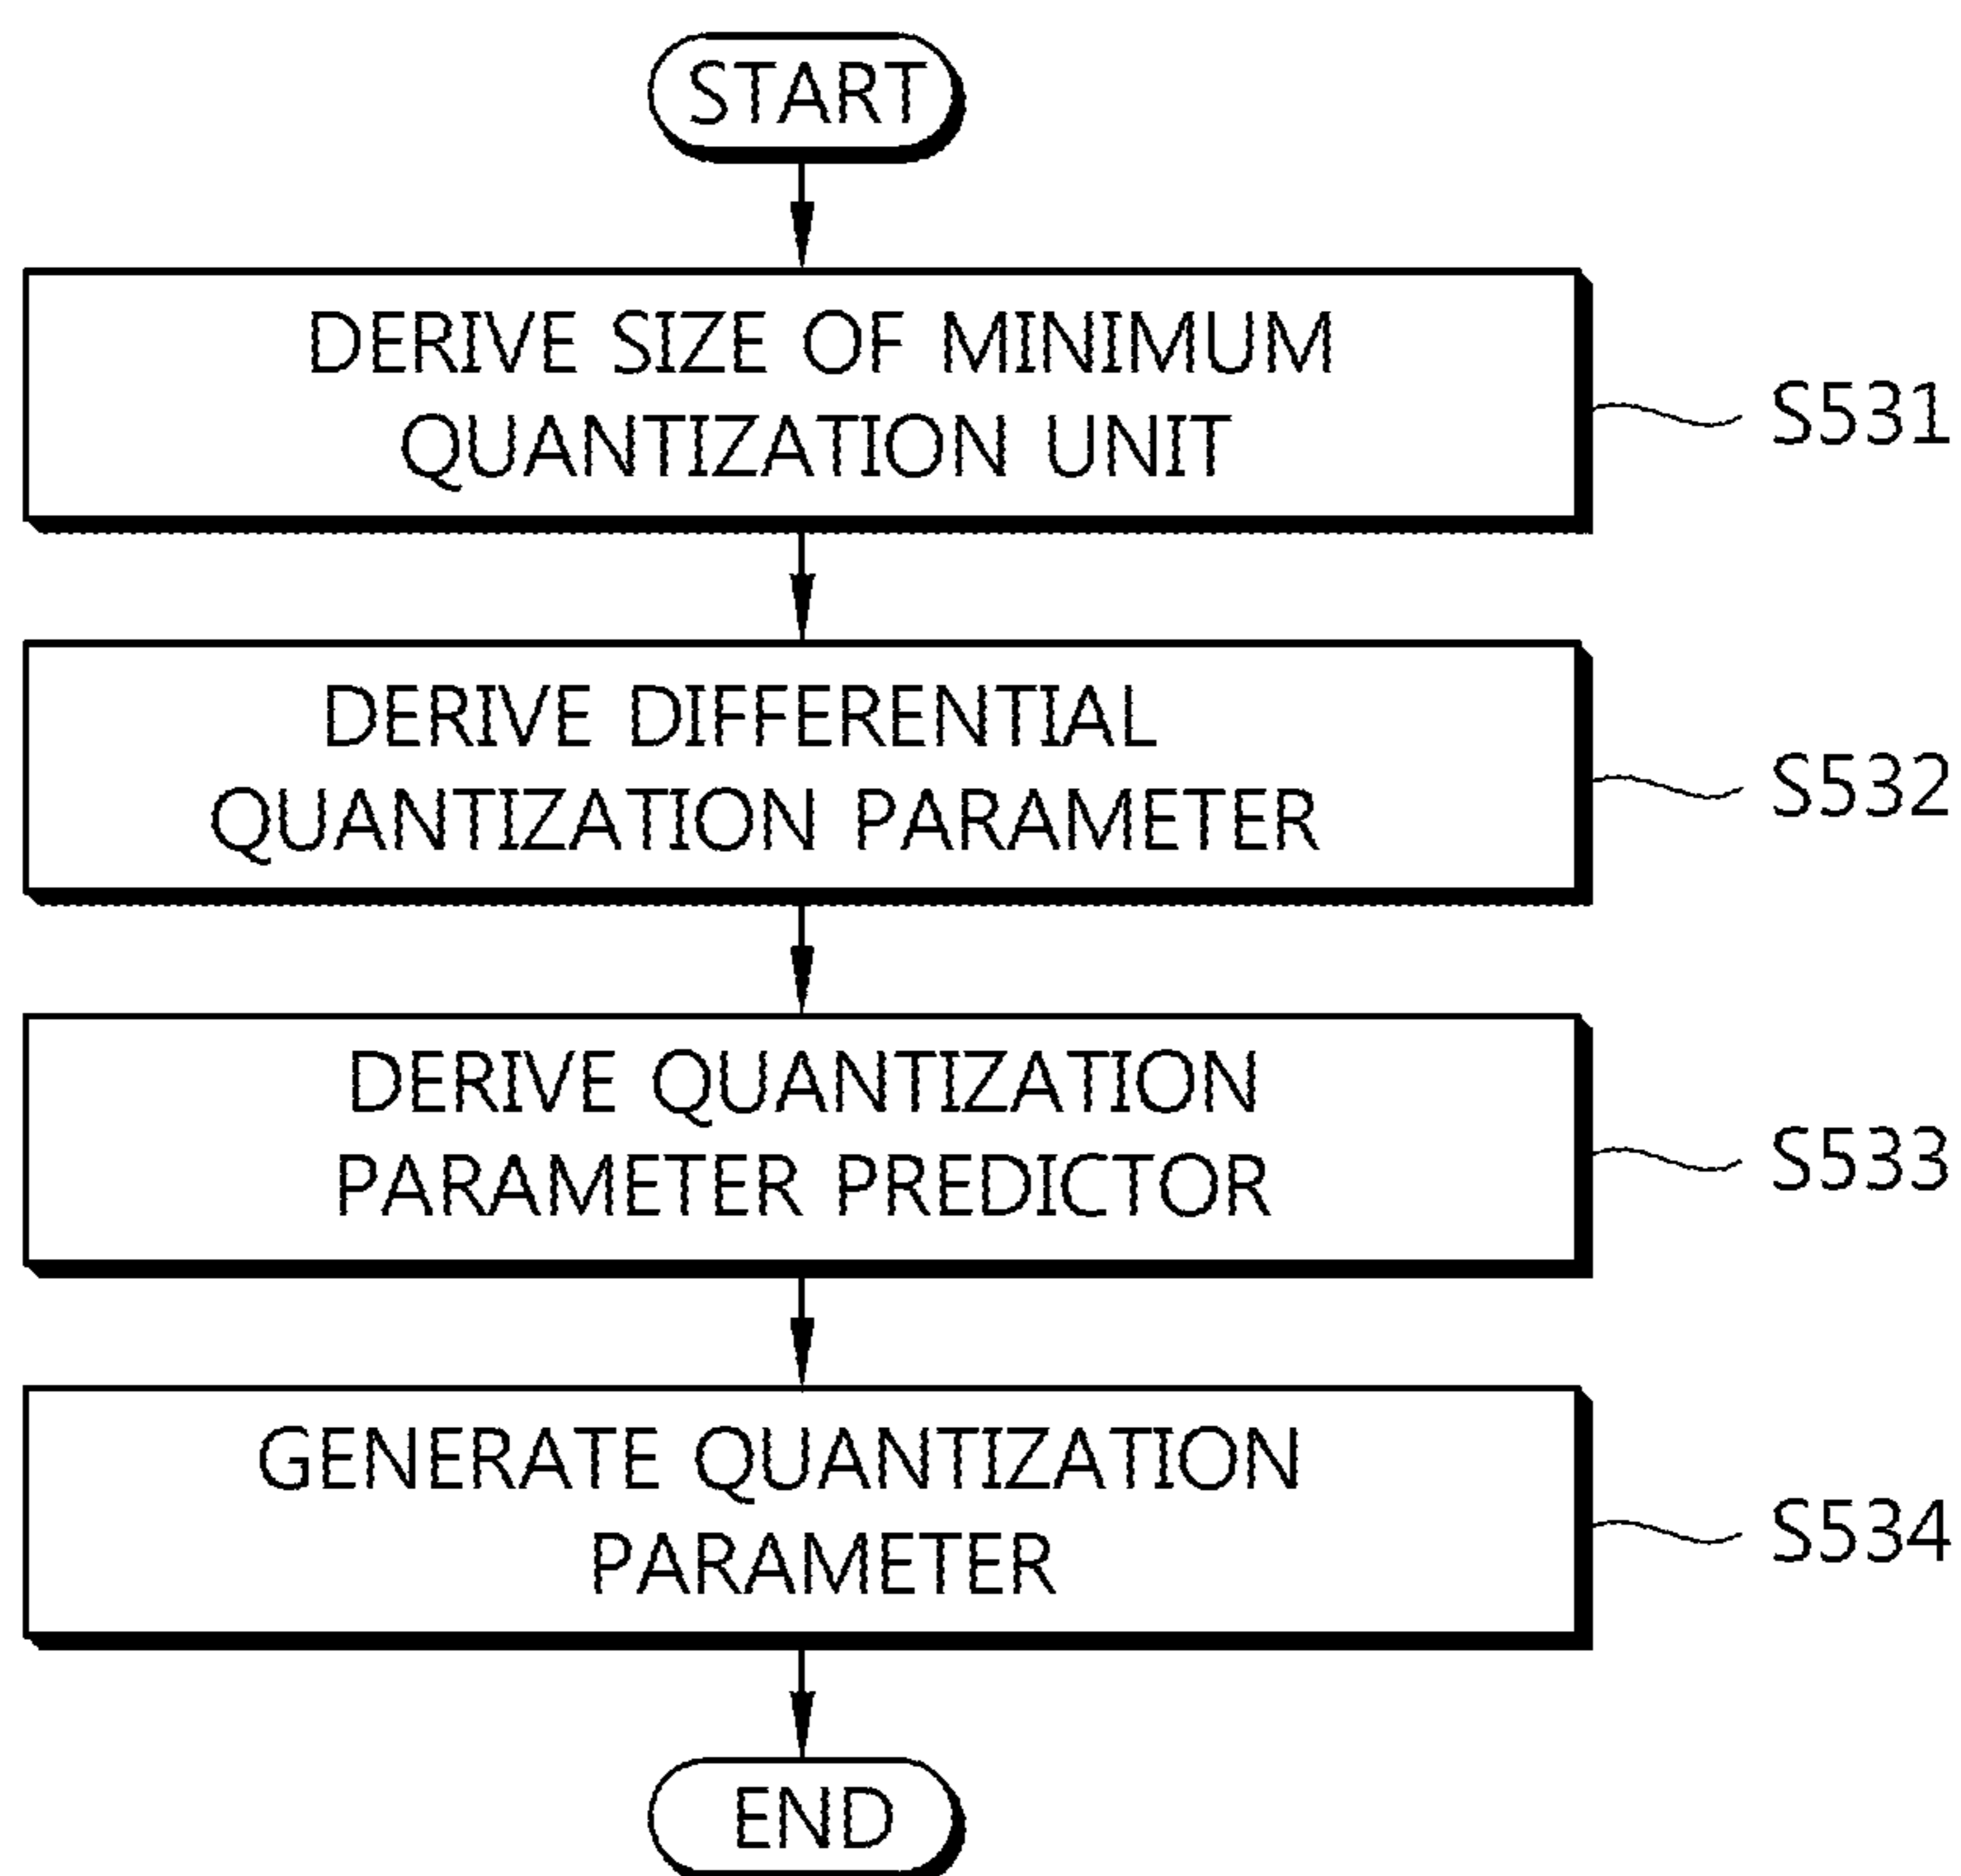 START
DERIVE SIZE OF MINIMUM
QUANTIZATION UNIT
S531
DERIVE DIFFERENTIAL
QUANTIZATION PARAMETER
S532
DERIVE QUANTIZATION
PARAMETER PREDICTOR
S533
GENERATE QUANTIZATION
PARAMETER
S534
END